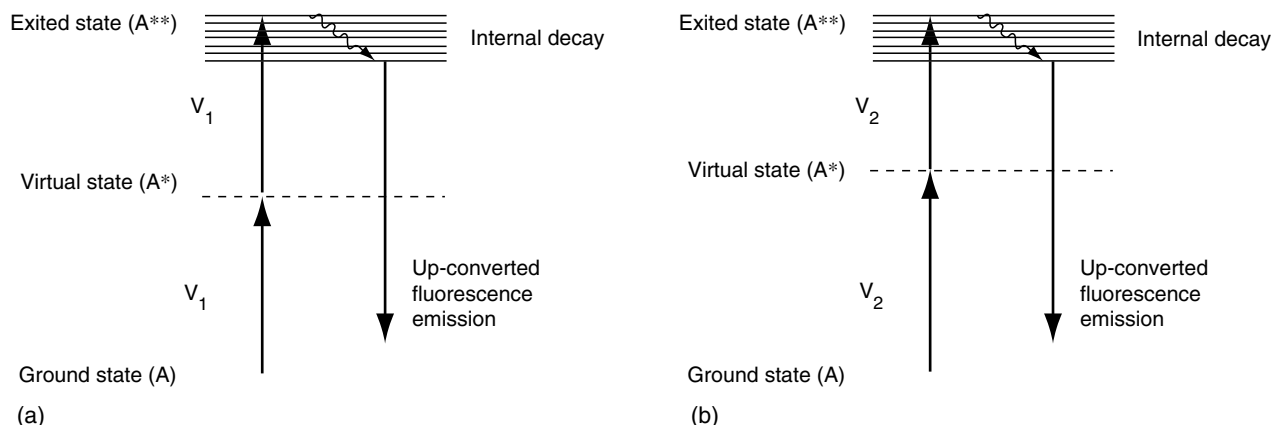 Exited state (A**)
Internal decay
V1
Virtual state (A*)
V1
Up-converted
fluorescence
emission
Ground state (A)
(a)
Exited state (A**)
Internal decay
V2
Virtual state (A*)
V2
Up-converted
fluorescence
emission
Ground state (A)
(b)